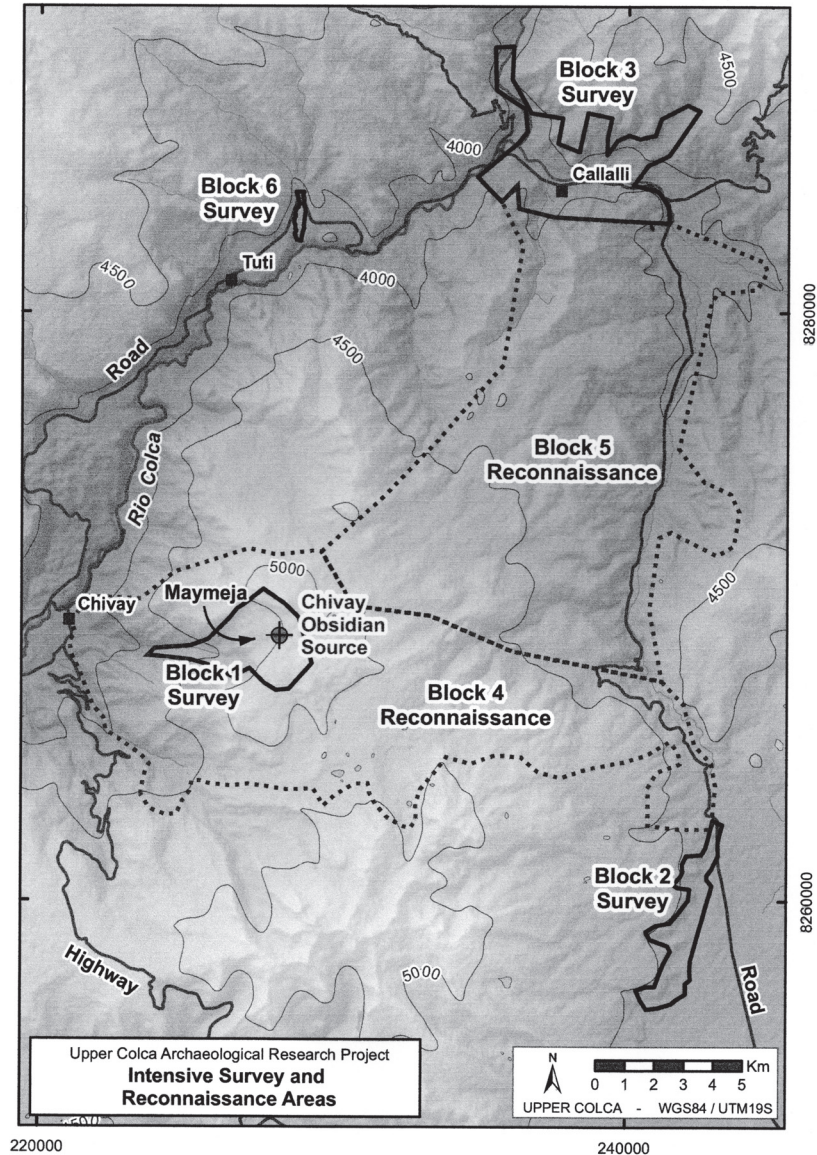 Block 3
Survey
4500
4000
Callalli
Block 6
Survey
Tuti
4500
4000
8280000
Road
4500
Block 5
Reconnaissance
Rio Colca
5000
4500
Maymeja
Chivay
Chivay
Obsidian
Source
Block 1
Survey
Block 4
Reconnaissance
Block 2
Survey
8260000
Highway
5000
Road
Upper Colca Archaeological Research Project
Intensive Survey and
Reconnaissance Areas
N
Km
0 1 2 3 4 5
UPPER COLCA - WGS84 / UTM19S
220000
240000